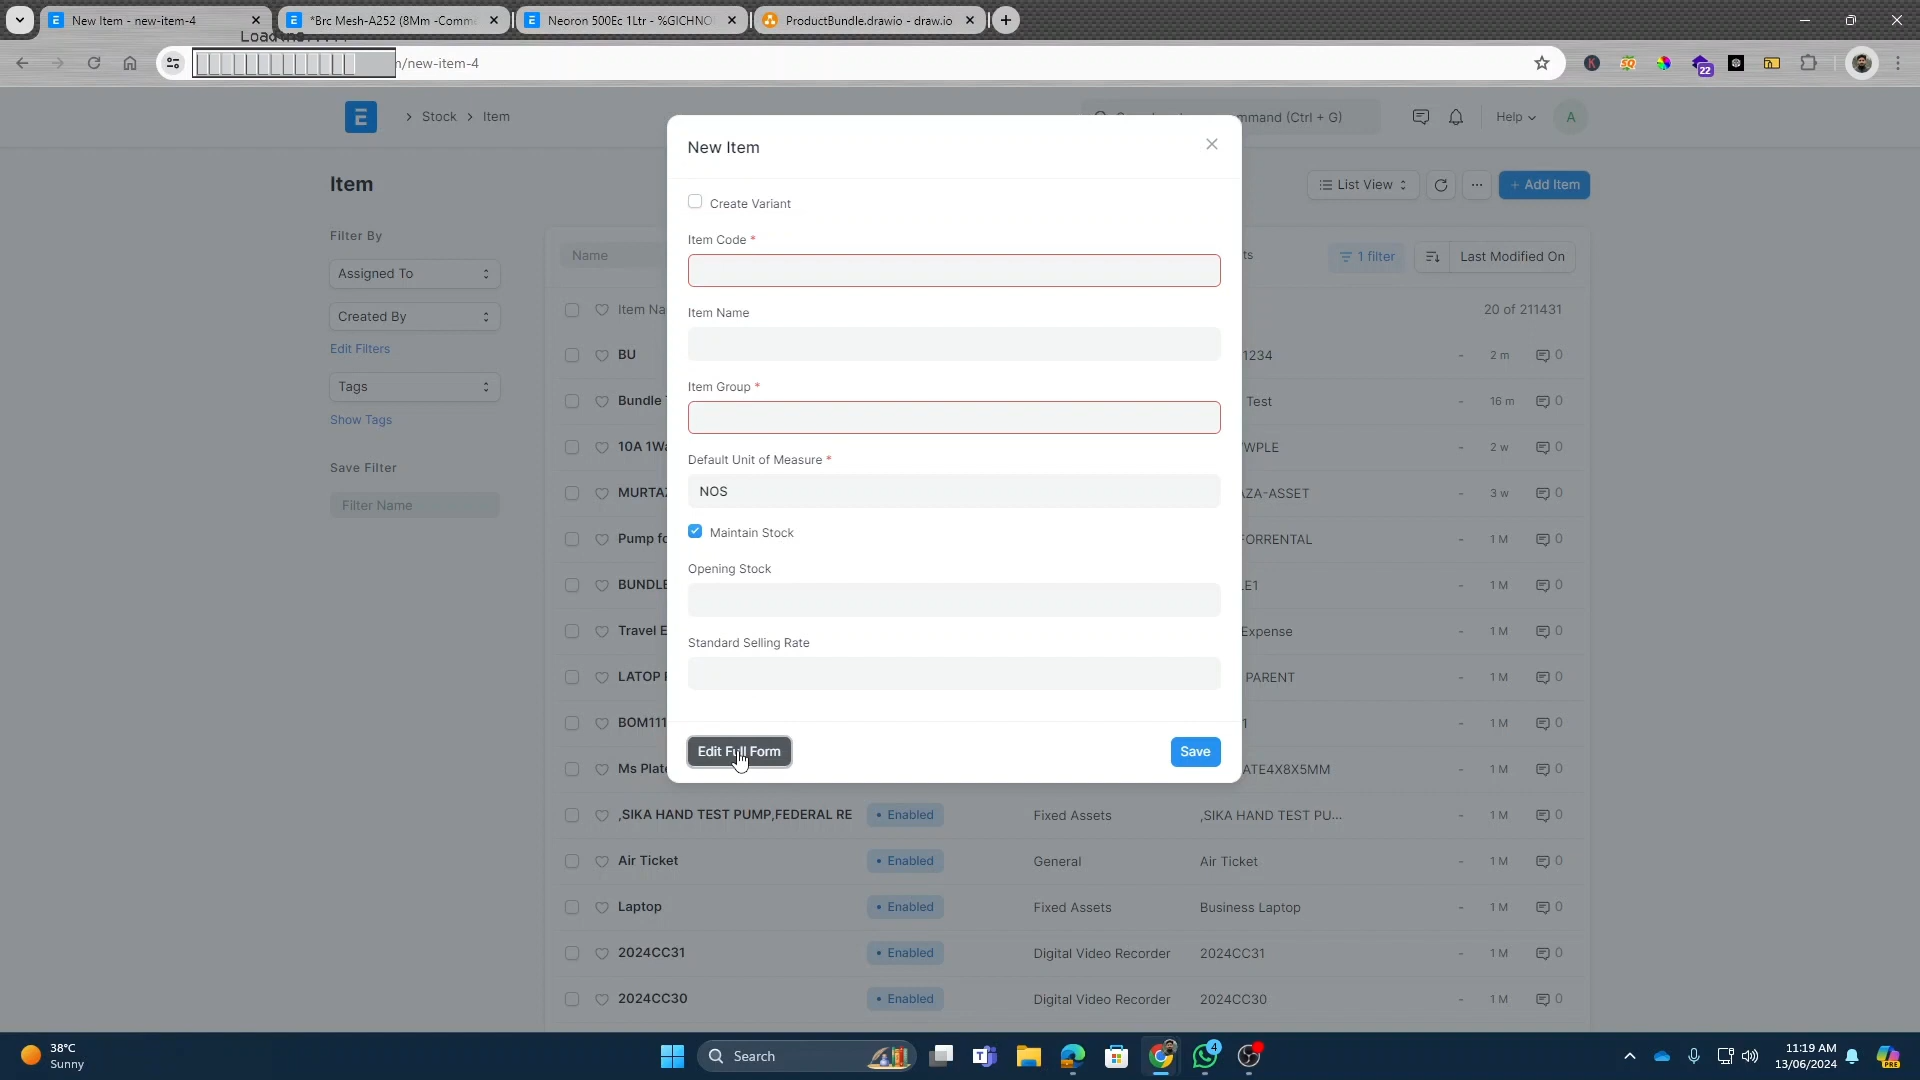 New Item - new-item-4
*Brc Mesh-A252 (8Mm -Comm
Neoron 500Ec 1Ltr - %GICHNO
ProductBundle.drawio - draw.io
/new-item-4
22
E
Stock
Item
mmand (Ctrl + G)
Help
A
Item
List View
+ Add Item
Filter By
Assigned To
Created By
Edit Filters
Tags
Show Tags
Save Filter
Filter Name
Name
ts
1 filter
Last Modified On
Item Na
20 of 211431
BU
1234
- 2 m 0
Bundle
Test
- 16 m 0
10A 1Wa
WPLE
- 2 w 0
MURTAZ
ZA-ASSET
- 3 w 0
Pump fo
FORRENTAL
- 1 M 0
BUNDLE
LE1
- 1 M 0
Travel E
Expense
- 1 M 0
LATOP
PARENT
- 1 M 0
BOM111
1
- 1 M 0
Ms Plate
ATE4X8X5MM
- 1 M 0
,SIKA HAND TEST PUMP,FEDERAL RE
Enabled
Fixed Assets
,SIKA HAND TEST PU...
- 1 M 0
Air Ticket
Enabled
General
Air Ticket
- 1 M 0
Laptop
Enabled
Fixed Assets
Business Laptop
- 1 M 0
2024CC31
Enabled
Digital Video Recorder
2024CC31
- 1 M 0
2024CC30
Enabled
Digital Video Recorder
2024CC30
- 1 M 0
New Item
Create Variant
Item Code *
Item Name
Item Group *
Default Unit of Measure *
NOS
Maintain Stock
Opening Stock
Standard Selling Rate
Edit Full Form
Save
38°C
Sunny
Search
4
11:19 AM
13/06/2024